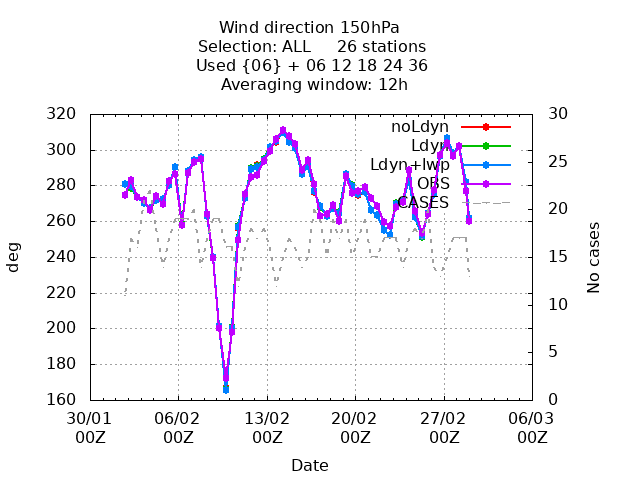 Wind direction 150hPa
Selection: ALL 26 stations
Used {06} + 06 12 18 24 36
Averaging window: 12h
noLdyn
Ldyn
Ldyn+lwp
OBS
CASES
320
300
280
260
240
220
200
180
160
deg
30
25
20
15
10
5
0
No cases
30/01 06/02 13/02 20/02 27/02 06/03
00Z 00Z 00Z 00Z 00Z 00Z
Date